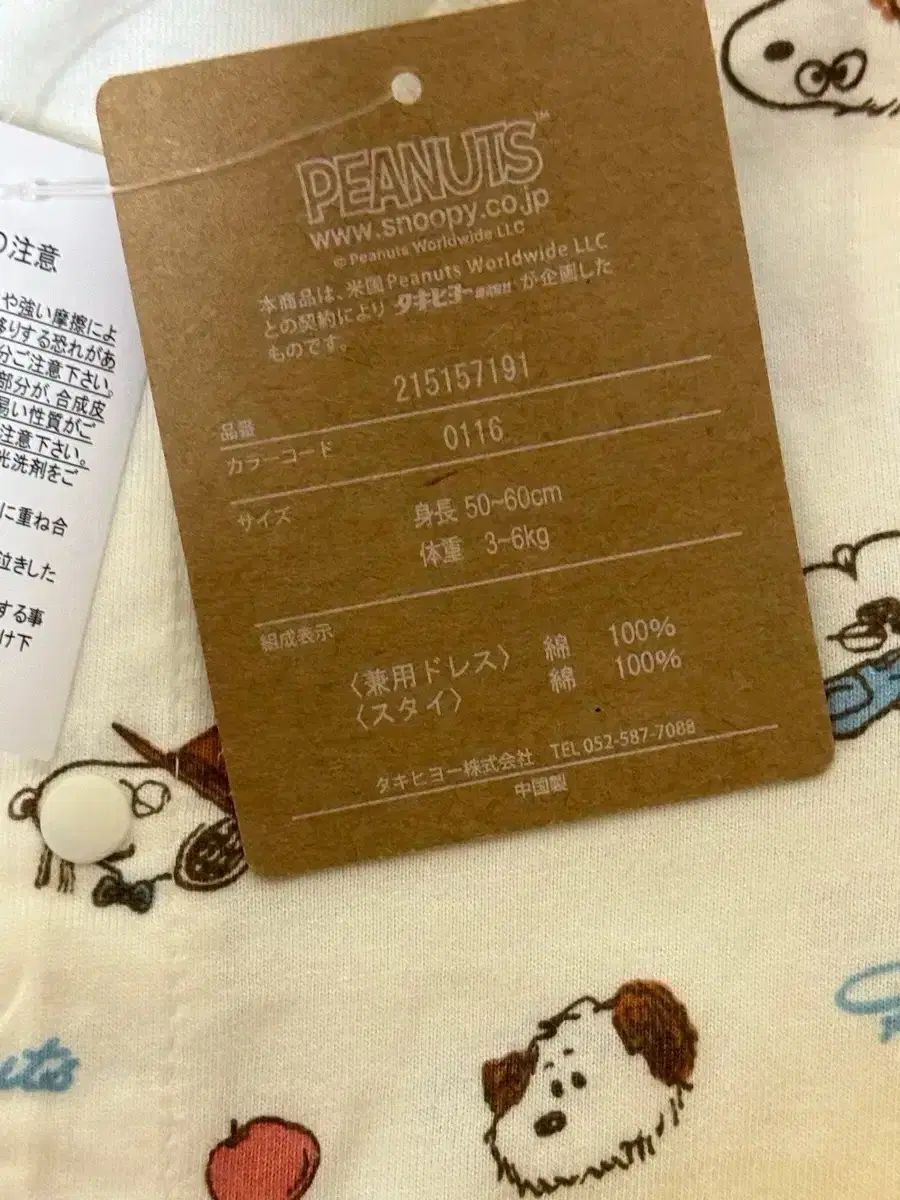 PEANUTS™
www.snoopy.co.jp
© Peanuts Worldwide LLC
本商品は、米国Peanuts Worldwide LLC
との契約により タキヒヨー株式会社 が企画した
ものです。
品番 215157191
カラーコード 0116
サイズ 身長 50~60cm
体重 3~6kg
組成表示
〈兼用ドレス〉 綿 100%
〈スタイ〉 綿 100%
タキヒヨー株式会社 TEL 052-587-7088
中国製
の注意
や強い摩擦によ
移りする恐れがあ
分ご注意下さい。
部分が、合成皮
易い性質がご
注意下さい。
光洗剤をご
に重ね合
泣きした
する事
け下
uts